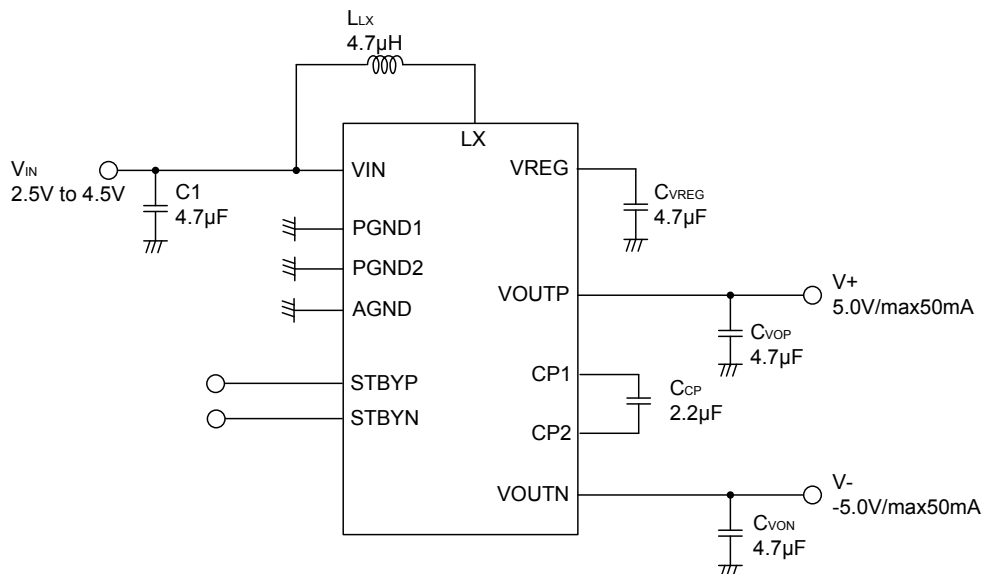 LLX
4.7µH
LX
VIN
2.5V to 4.5V
C1
4.7µF
VIN
PGND1
PGND2
AGND
STBYP
STBYN
VREG
CVREG
4.7µF
VOUTP
V+
5.0V/max50mA
CVOP
4.7µF
CP1
CCP
2.2µF
CP2
VOUTN
V-
-5.0V/max50mA
CVON
4.7µF